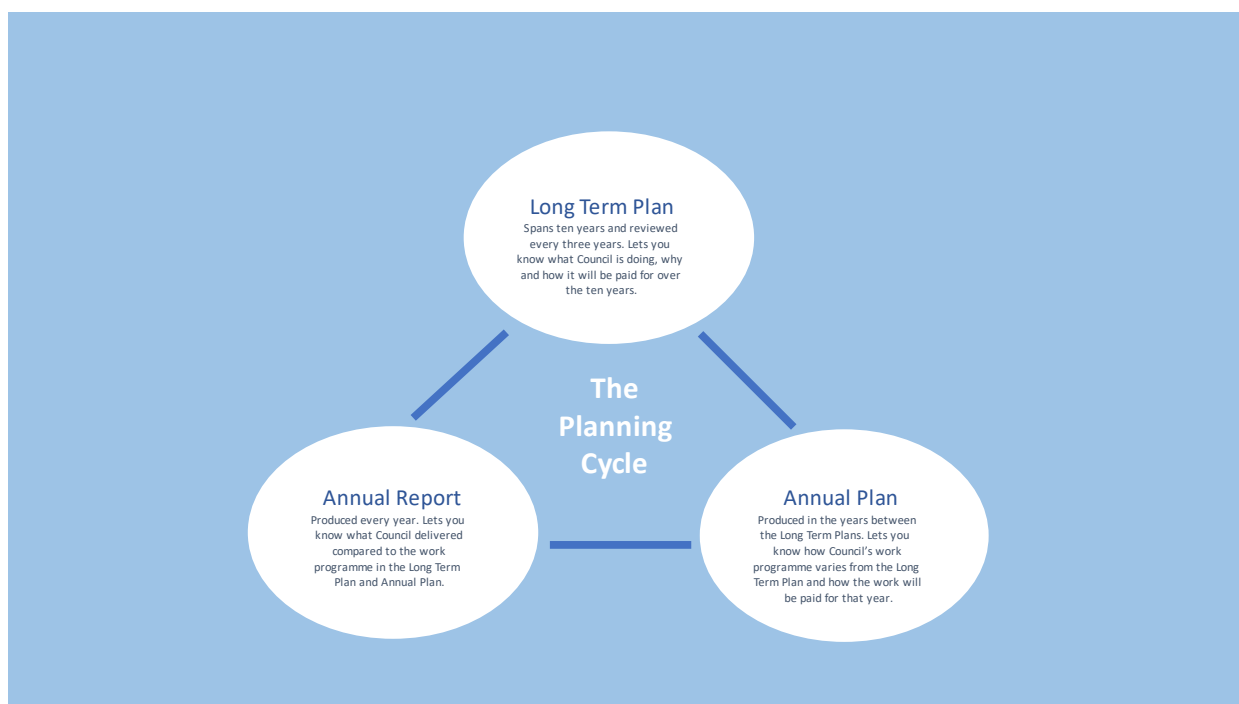 Long Term Plan
Spans ten years and reviewed
every three years. Lets you
know what Council is doing, why
and how it will be paid for over
the ten years.
The
Planning
Cycle
Annual Report
Produced every year. Lets you
know what Council delivered
compared to the work
programme in the Long Term
Plan and Annual Plan.
Annual Plan
Produced in the years between
the Long Term Plans. Lets you
know how Council’s work
programme varies from the Long
Term Plan and how the work will
be paid for that year.